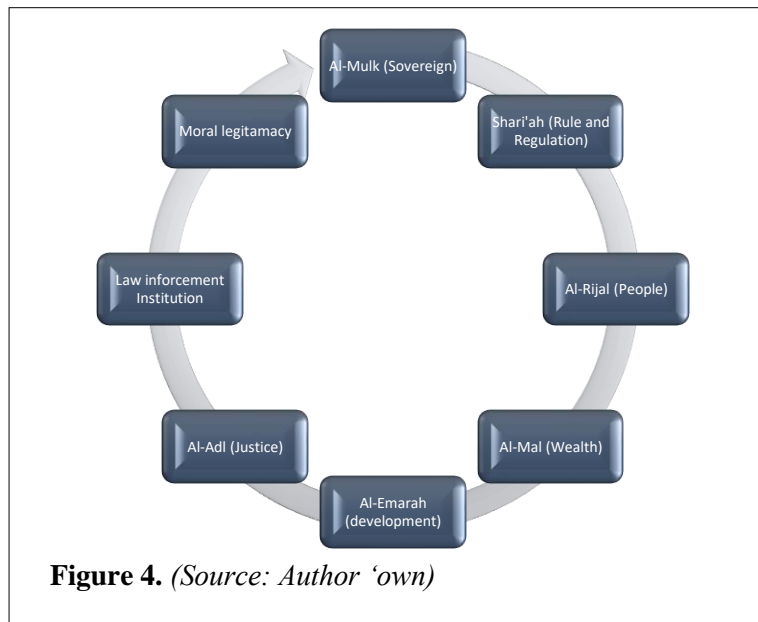 Al-Mulk (Sovereign)
Shari'ah (Rule and
Regulation)
Al-Rijal (People)
Al-Mal (Wealth)
Al-Emarah
(development)
Al-Adl (Justice)
Law inforcement
Institution
Moral legitamacy
Figure 4. (Source: Author ‘own)